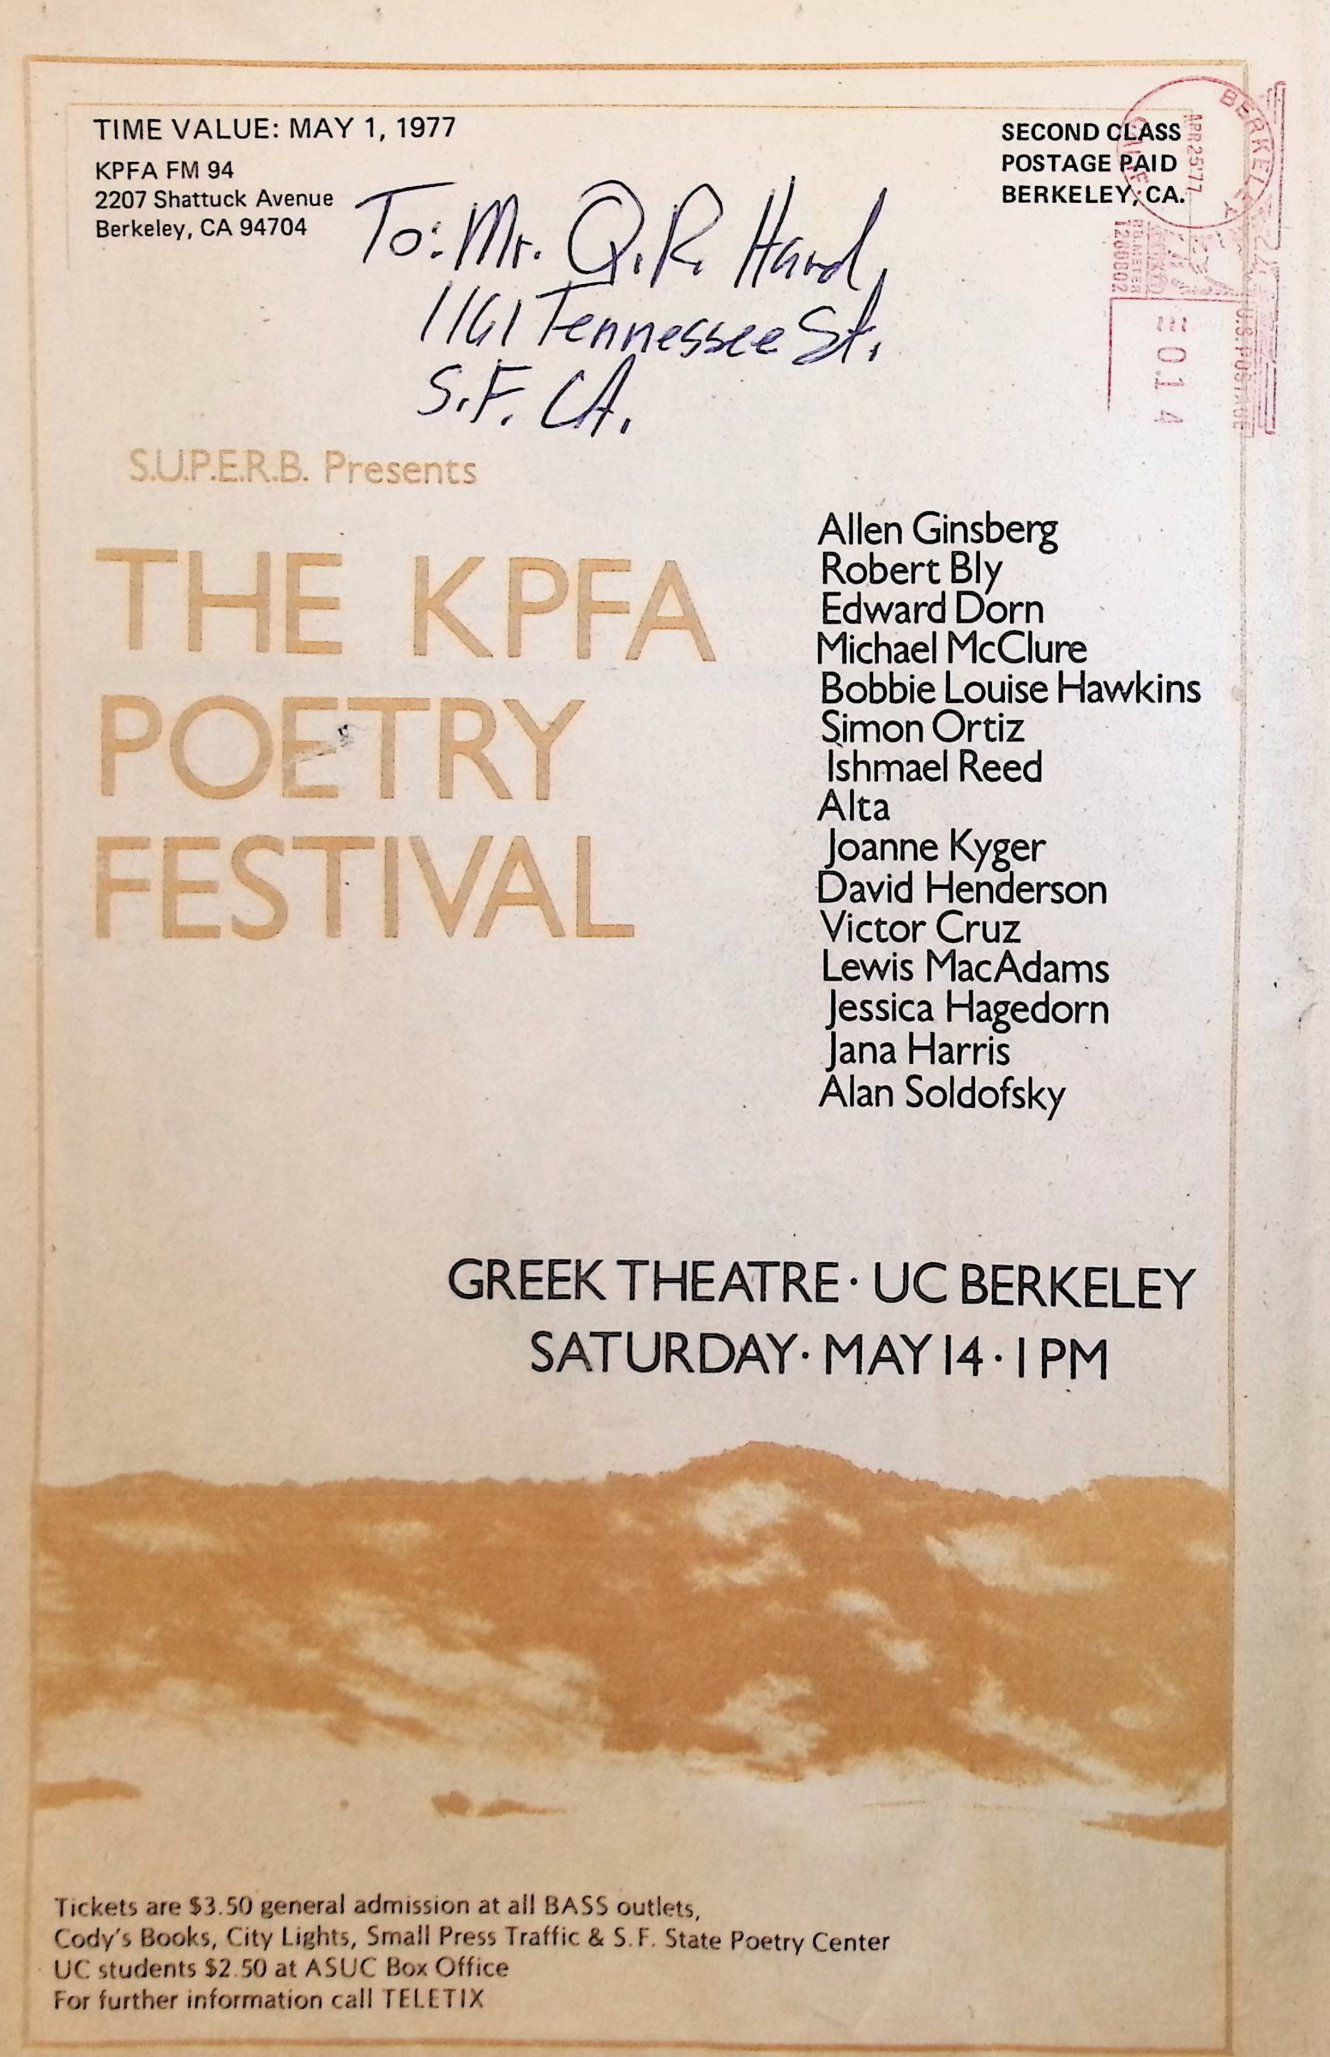 TIME VALUE: MAY 1, 1977
KPFA FM 94
2207 Shattuck Avenue
Berkeley, CA 94704
SECOND CLASS
POSTAGE PAID
BERKELEY, CA.
BERKELEY
CALIF
APR25'77
U.S. POSTAGE
P.B. METER
1280802
0.1 4
To: Mr. Q.R. Hand,
1161 Tennessee St.
S.F. CA.
S.U.P.E.R.B. Presents
THE KPFA
POETRY
FESTIVAL
Allen Ginsberg
Robert Bly
Edward Dorn
Michael McClure
Bobbie Louise Hawkins
Simon Ortiz
Ishmael Reed
Alta
Joanne Kyger
David Henderson
Victor Cruz
Lewis MacAdams
Jessica Hagedorn
Jana Harris
Alan Soldofsky
GREEK THEATRE · UC BERKELEY
SATURDAY · MAY 14 · 1 PM
Tickets are $3.50 general admission at all BASS outlets,
Cody's Books, City Lights, Small Press Traffic & S.F. State Poetry Center
UC students $2.50 at ASUC Box Office
For further information call TELETIX